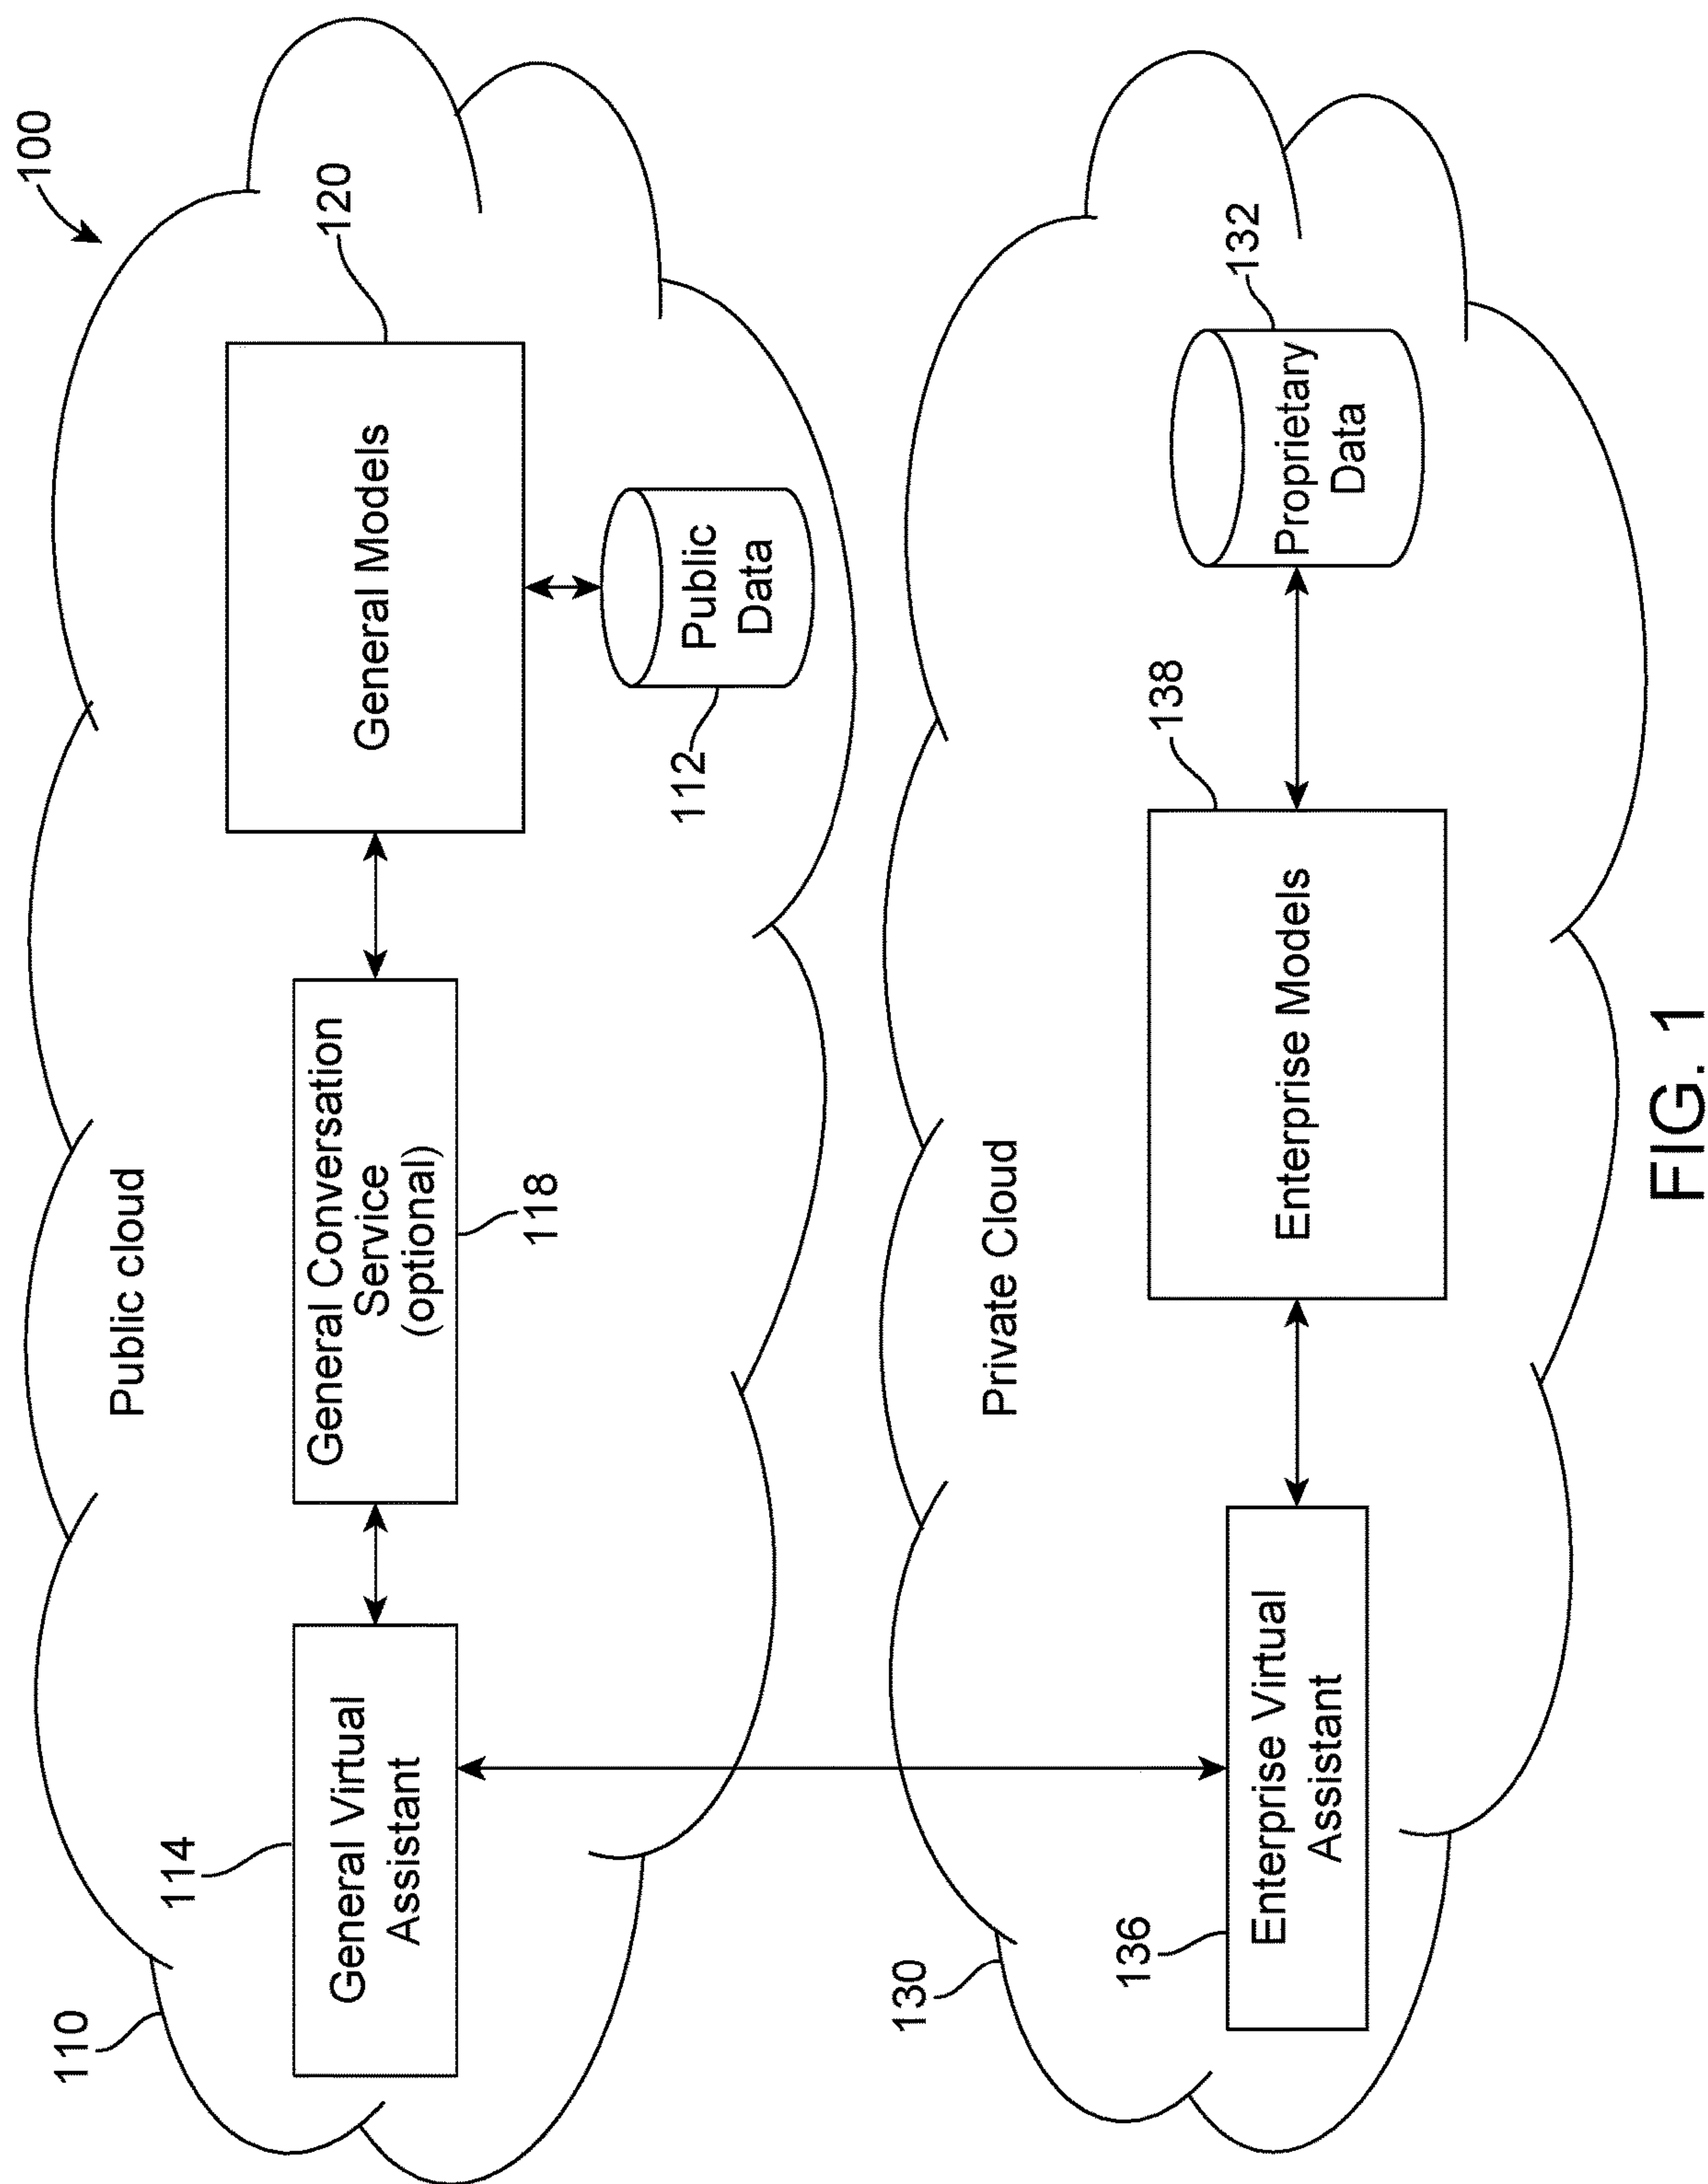 100
Public cloud
110
114
General Virtual
Assistant
General Conversation
Service
(optional)
118
General Models
120
Public
Data
112
Private Cloud
130
136
Enterprise Virtual
Assistant
Enterprise Models
138
Proprietary
Data
132
FIG. 1